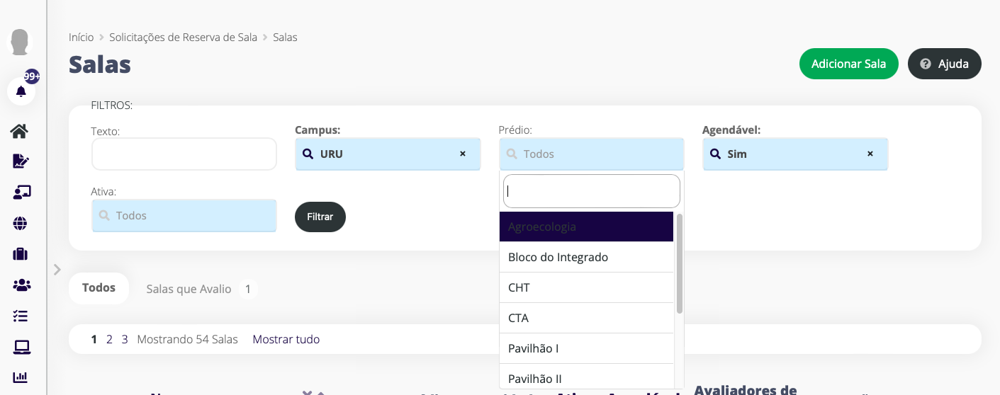 Início > Solicitações de Reserva de Sala > Salas
Salas
Adicionar Sala
Ajuda
99+
FILTROS:
Texto:
Campus:
Prédio:
Agendável:
URU ×
Todos
Sim ×
Ativa:
Todos
Filtrar
Agroecologia
Bloco do Integrado
CHT
CTA
Pavilhão I
Pavilhão II
Todos
Salas que Avalio 1
1 2 3 Mostrando 54 Salas Mostrar tudo
Avaliadores de